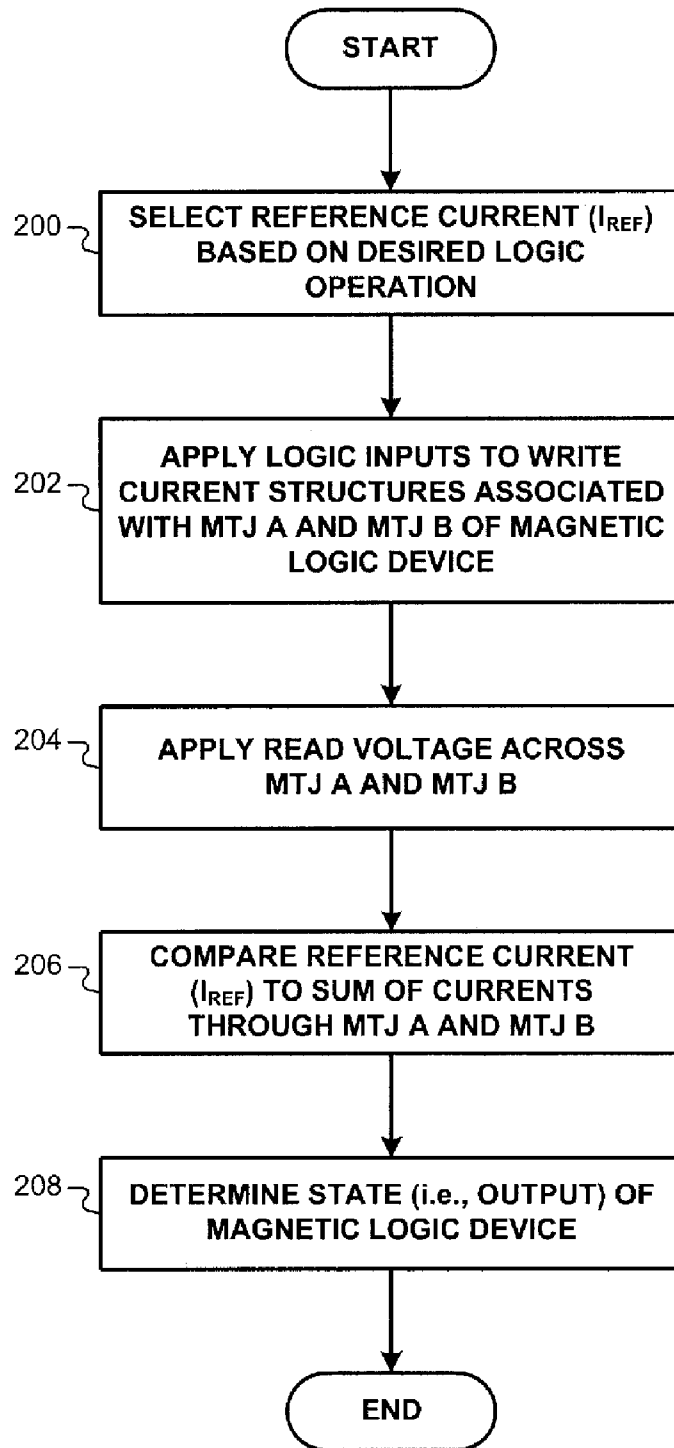 START
200
SELECT REFERENCE CURRENT (IREF)
BASED ON DESIRED LOGIC
OPERATION
202
APPLY LOGIC INPUTS TO WRITE
CURRENT STRUCTURES ASSOCIATED
WITH MTJ A AND MTJ B OF MAGNETIC
LOGIC DEVICE
204
APPLY READ VOLTAGE ACROSS
MTJ A AND MTJ B
206
COMPARE REFERENCE CURRENT
(IREF) TO SUM OF CURRENTS
THROUGH MTJ A AND MTJ B
208
DETERMINE STATE (i.e., OUTPUT) OF
MAGNETIC LOGIC DEVICE
END